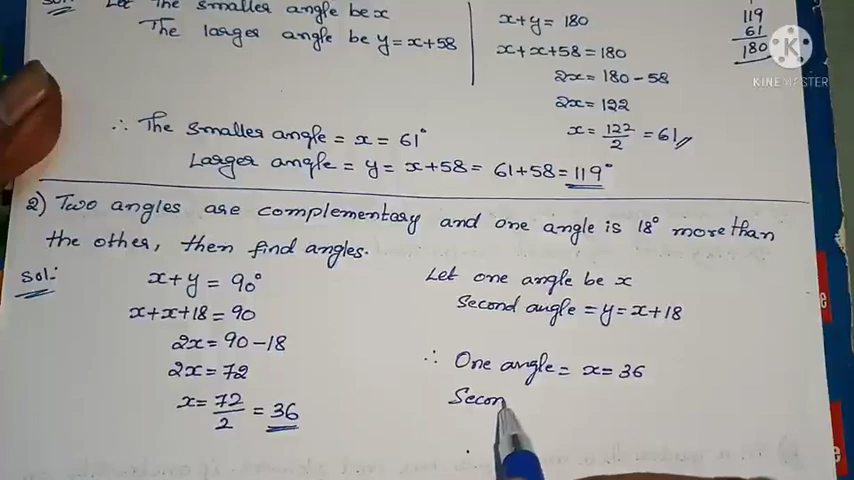 Sol: Let the smaller angle be x
The larger angle be y = x+58
x+y = 180
x+x+58 = 180
2x = 180-58
2x = 122
x = 122/2 = 61
119
61
180
KINEMASTER
∴ The smaller angle = x = 61°
Larger angle = y = x+58 = 61+58 = 119°
2) Two angles are complementary and one angle is 18° more than
the other, then find angles.
Sol:
x+y = 90°
x+x+18 = 90
2x = 90-18
2x = 72
x = 72/2 = 36
Let one angle be x
Second angle = y = x+18
∴ One angle = x = 36
Secon